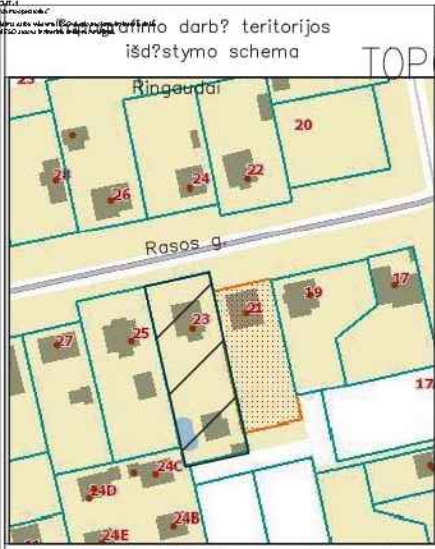 darb? teritorijos
išd?stymo schema
TOP
Ringaudai
20
24
22
26
Rasos g.
17
19
21
23
25
27
17
24C
24D
24B
24E